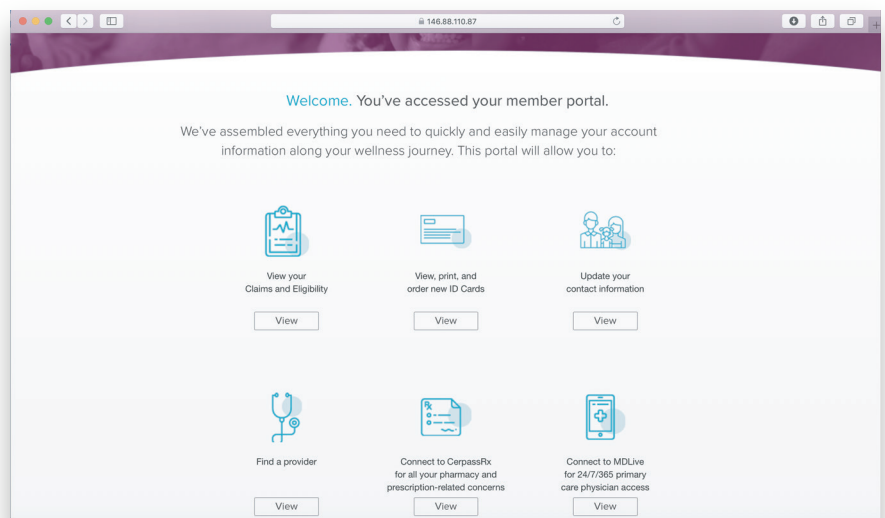 146.88.110.87
Welcome. You've accessed your member portal.
We've assembled everything you need to quickly and easily manage your account
information along your wellness journey. This portal will allow you to:
View your
Claims and Eligibility
View
View, print, and
order new ID Cards
View
Update your
contact information
View
Find a provider
View
Rx
Connect to CerpassRx
for all your pharmacy and
prescription-related concerns
View
Connect to MDLive
for 24/7/365 primary
care physician access
View